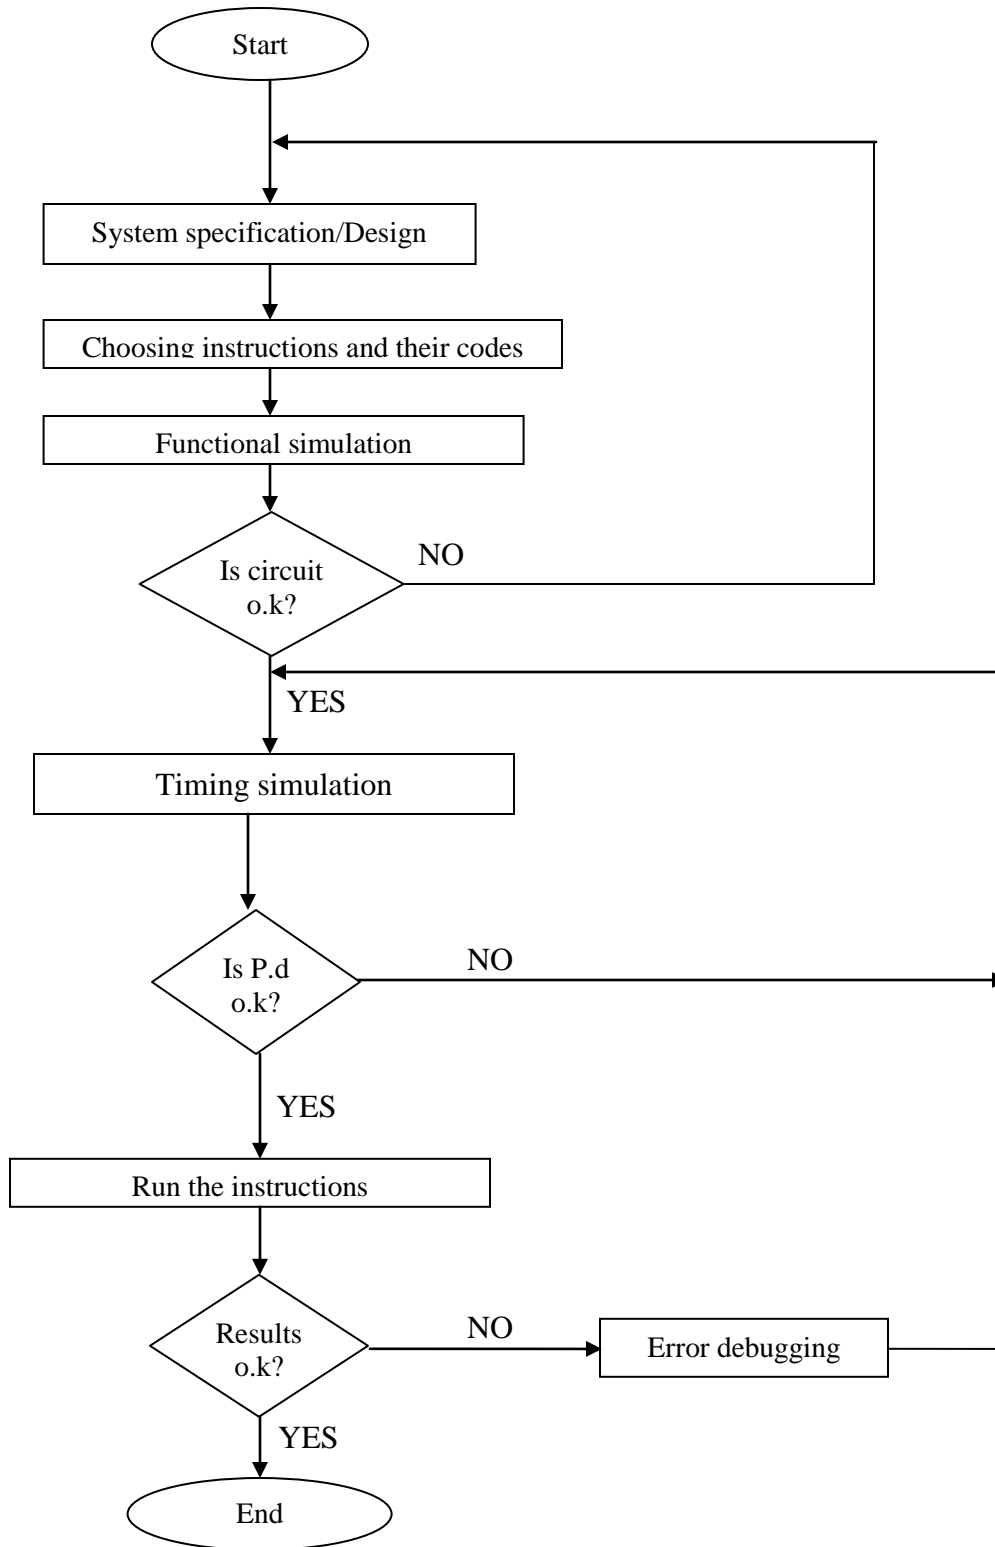 Start
System specification/Design
Choosing instructions and their codes
Functional simulation
Is circuit
o.k?
NO
YES
Timing simulation
Is P.d
o.k?
NO
YES
Run the instructions
Results
o.k?
NO
Error debugging
YES
End